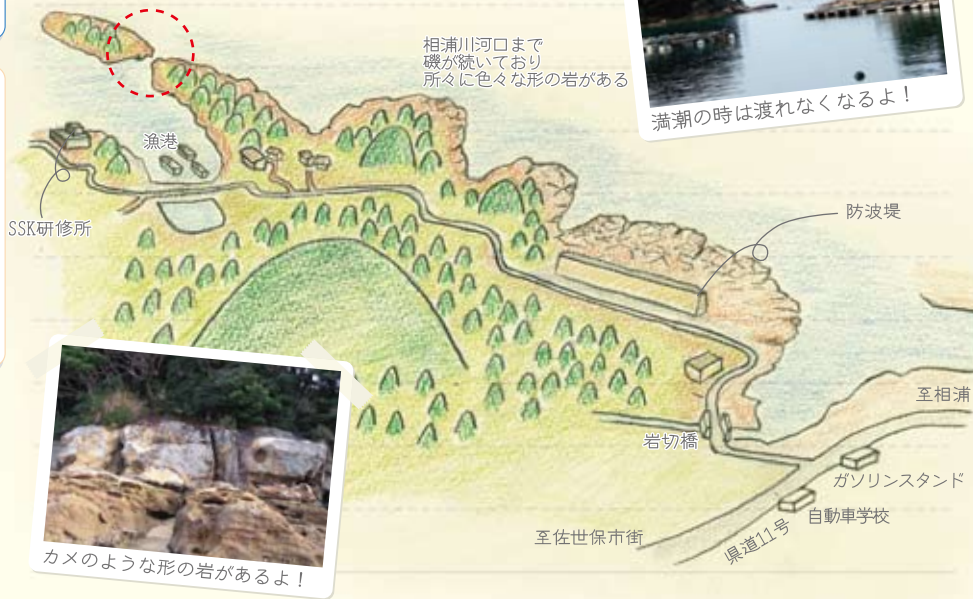 相浦川河口まで
磯が続いており
所々に色々な形の岩がある
満潮の時は渡れなくなるよ！
漁港
SSK研修所
防波堤
至相浦
岩切橋
ガソリンスタンド
自動車学校
県道11号
至佐世保市街
カメのような形の岩があるよ！